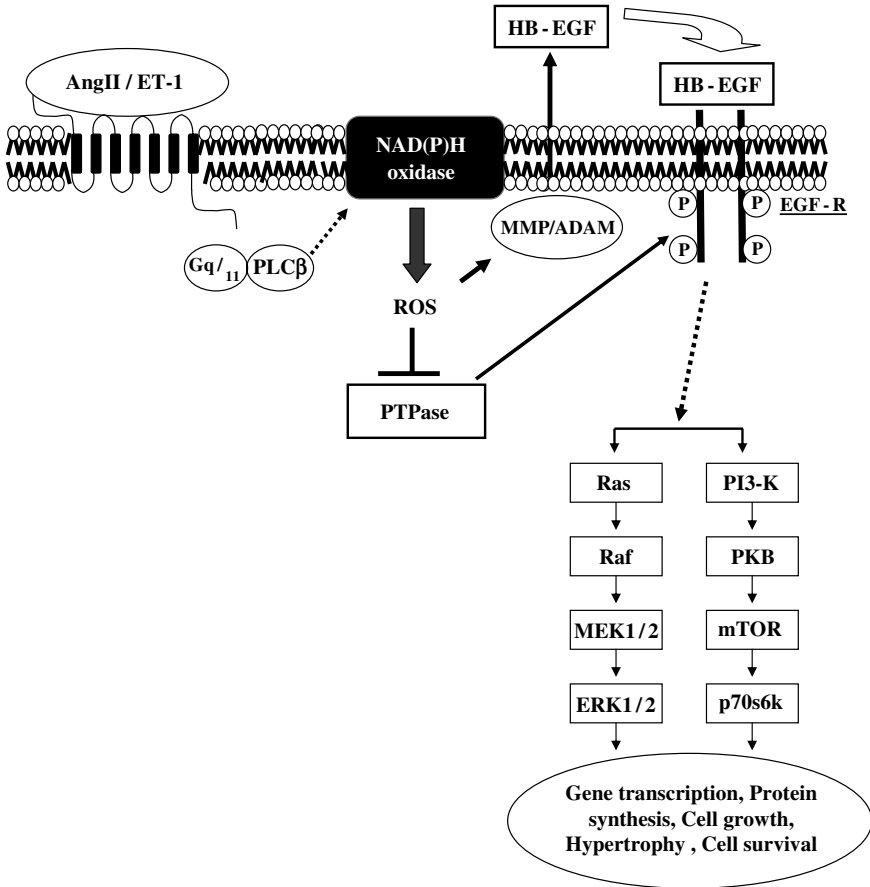 HB - EGF
HB - EGF
AngII / ET-1
NAD(P)H
oxidase
P
P
EGF - R
MMP/ADAM
P
P
Gq/11
PLCβ
ROS
PTPase
Ras
PI3-K
Raf
PKB
MEK1/2
mTOR
ERK1/2
p70s6k
Gene transcription, Protein
synthesis, Cell growth,
Hypertrophy , Cell survival